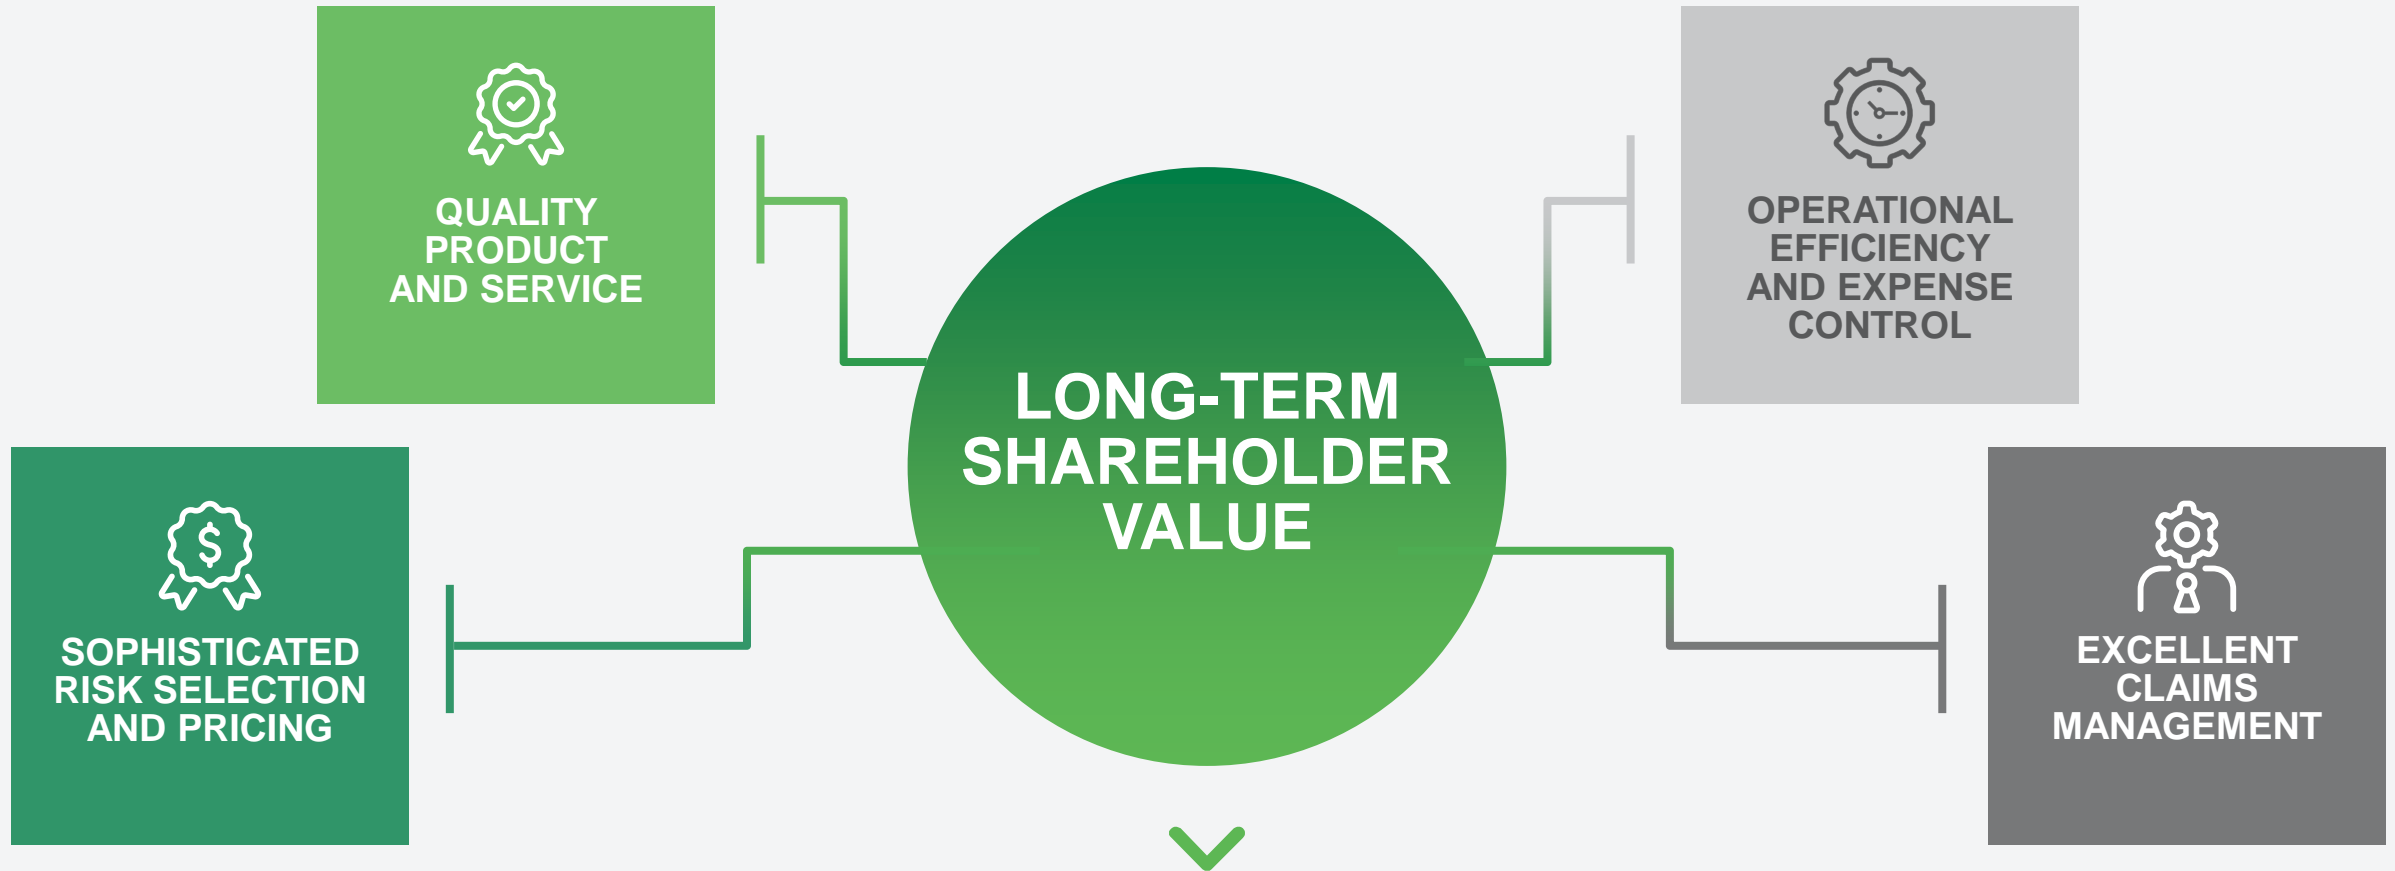 QUALITY
PRODUCT
AND SERVICE
OPERATIONAL
EFFICIENCY
AND EXPENSE
CONTROL
LONG-TERM
SHAREHOLDER
VALUE
SOPHISTICATED
RISK SELECTION
AND PRICING
EXCELLENT
CLAIMS
MANAGEMENT